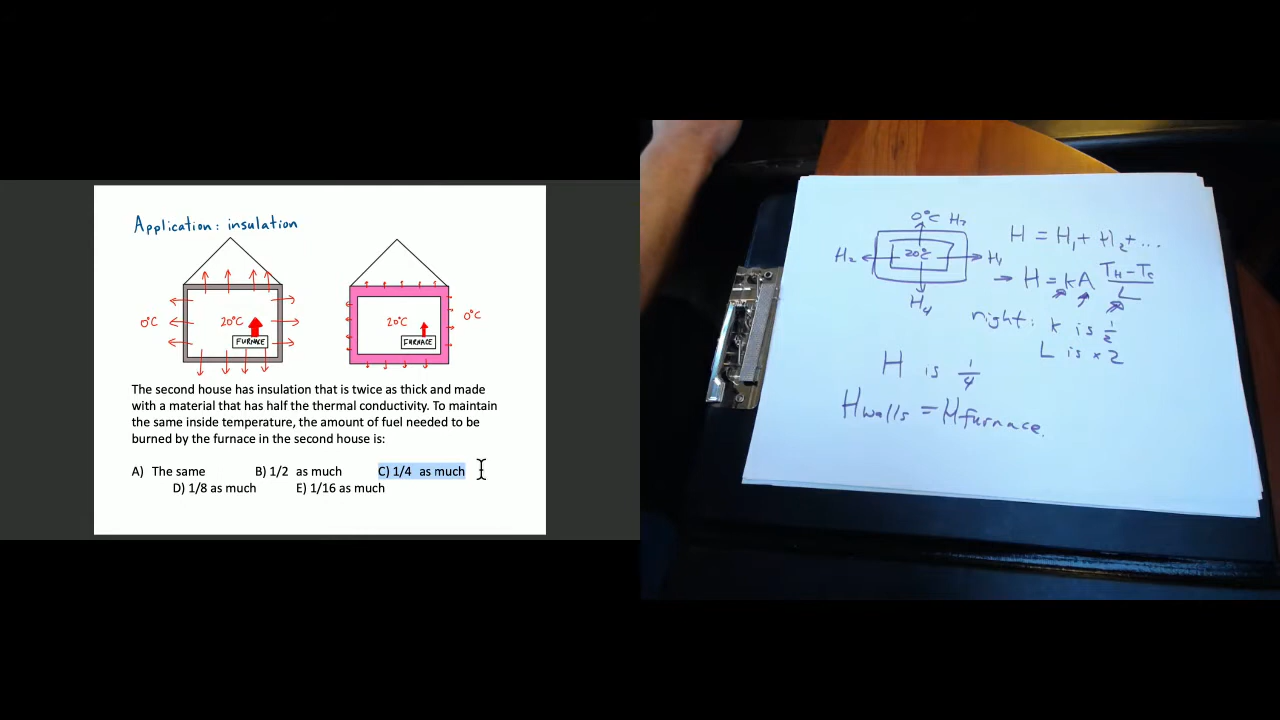 Application: insulation
0°C
20°C
FURNACE
20°C
FURNACE
0°C
The second house has insulation that is twice as thick and made
with a material that has half the thermal conductivity. To maintain
the same inside temperature, the amount of fuel needed to be
burned by the furnace in the second house is:
A) The same B) 1/2 as much C) 1/4 as much
D) 1/8 as much E) 1/16 as much
0°C H₃
H₂ 20°C H₁
H₄
H = H₁ + H₂ + ...
→ H = kA (T_H - T_C)/L
right: k is 1/2
L is × 2
H is 1/4
Hwalls = Hfurnace.